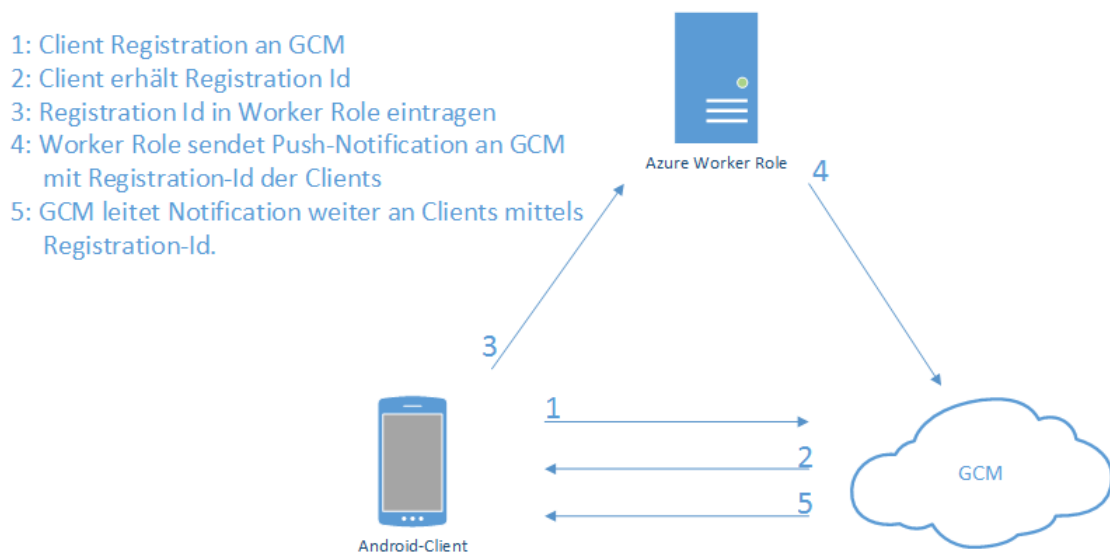 1: Client Registration an GCM
2: Client erhält Registration Id
3: Registration Id in Worker Role eintragen
4: Worker Role sendet Push-Notification an GCM
mit Registration-Id der Clients
5: GCM leitet Notification weiter an Clients mittels
Registration-Id.
Azure Worker Role
4
3
1
2
5
GCM
Android-Client